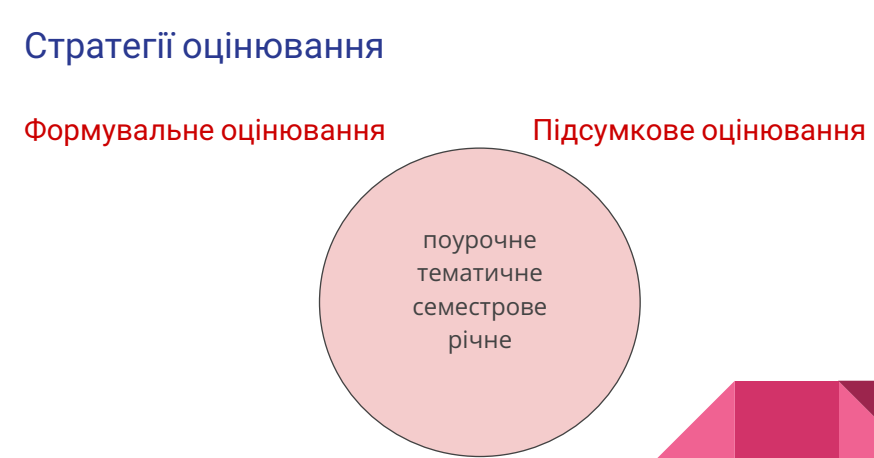 Стратегії оцінювання
Формувальне оцінювання
Підсумкове оцінювання
поурочне
тематичне
семестрове
річне